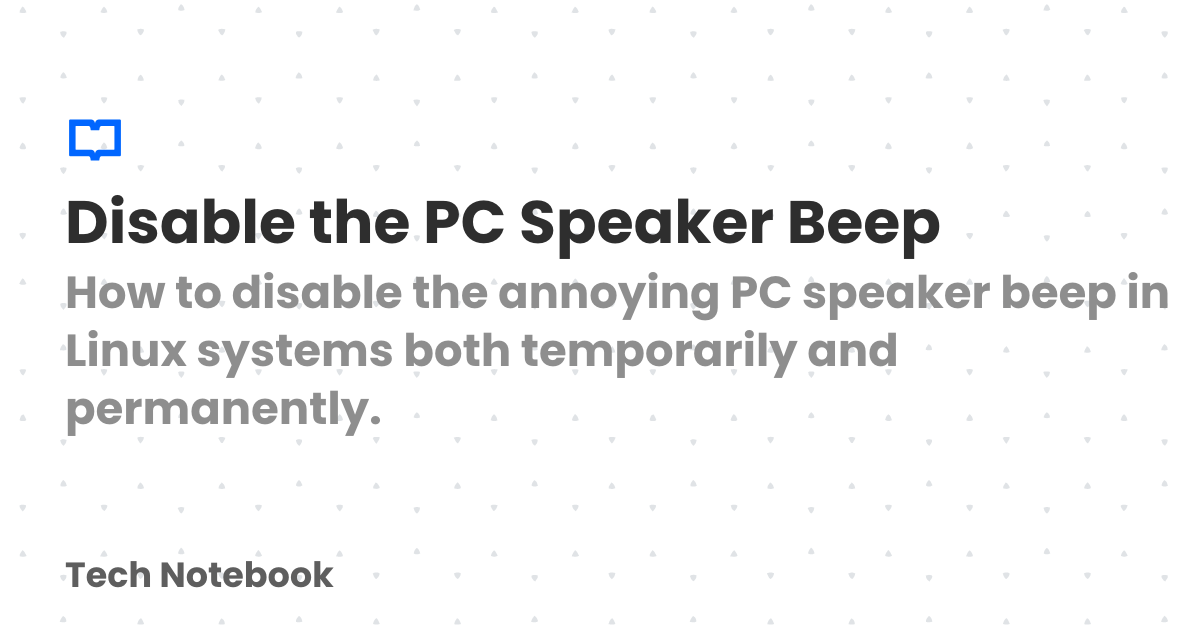 Disable the PC Speaker Beep
How to disable the annoying PC speaker beep in
Linux systems both temporarily and
permanently.
Tech Notebook